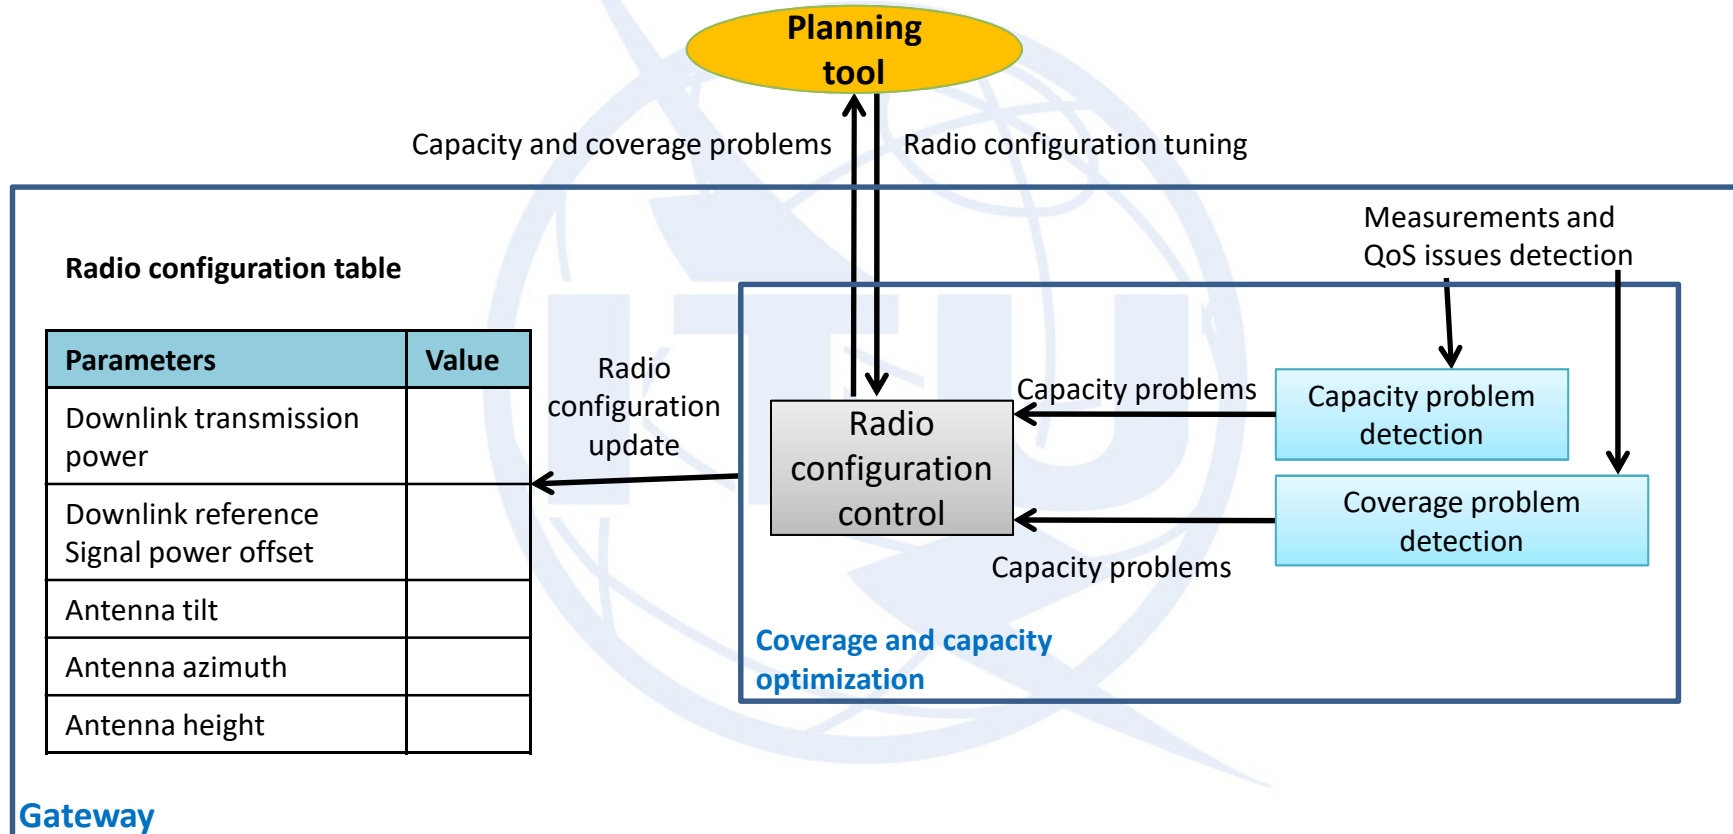 Planning
tool
Capacity and coverage problems
Radio configuration tuning
Measurements and
QoS issues detection
Radio configuration table
Parameters
Value
Downlink transmission
power
Downlink reference
Signal power offset
Antenna tilt
Antenna azimuth
Antenna height
Radio
configuration
update
Radio
configuration
control
Capacity problems
Capacity problem
detection
Coverage problem
detection
Capacity problems
Coverage and capacity
optimization
Gateway
ITU